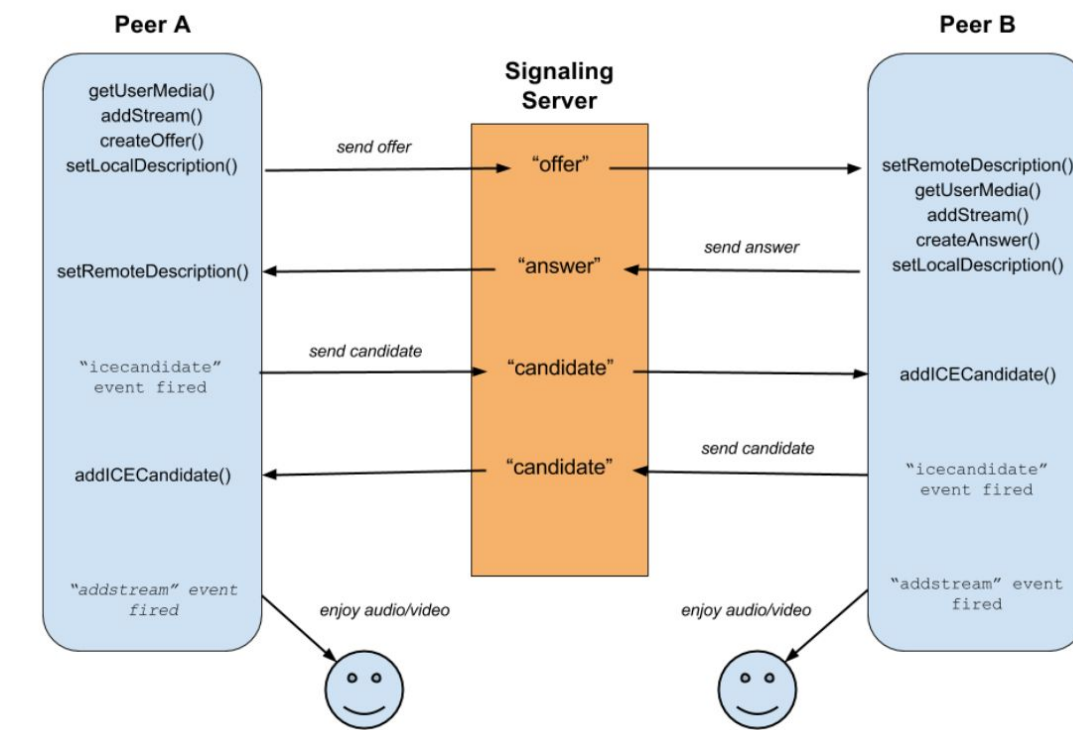 Peer A
Peer B
Signaling
Server
getUserMedia()
addStream()
createOffer()
setLocalDescription()
send offer
“offer”
setRemoteDescription()
getUserMedia()
addStream()
createAnswer()
setLocalDescription()
send answer
“answer”
setRemoteDescription()
“icecandidate”
event fired
send candidate
“candidate”
addICECandidate()
send candidate
“candidate”
addICECandidate()
“icecandidate”
event fired
“addstream” event
fired
enjoy audio/video
enjoy audio/video
“addstream” event
fired